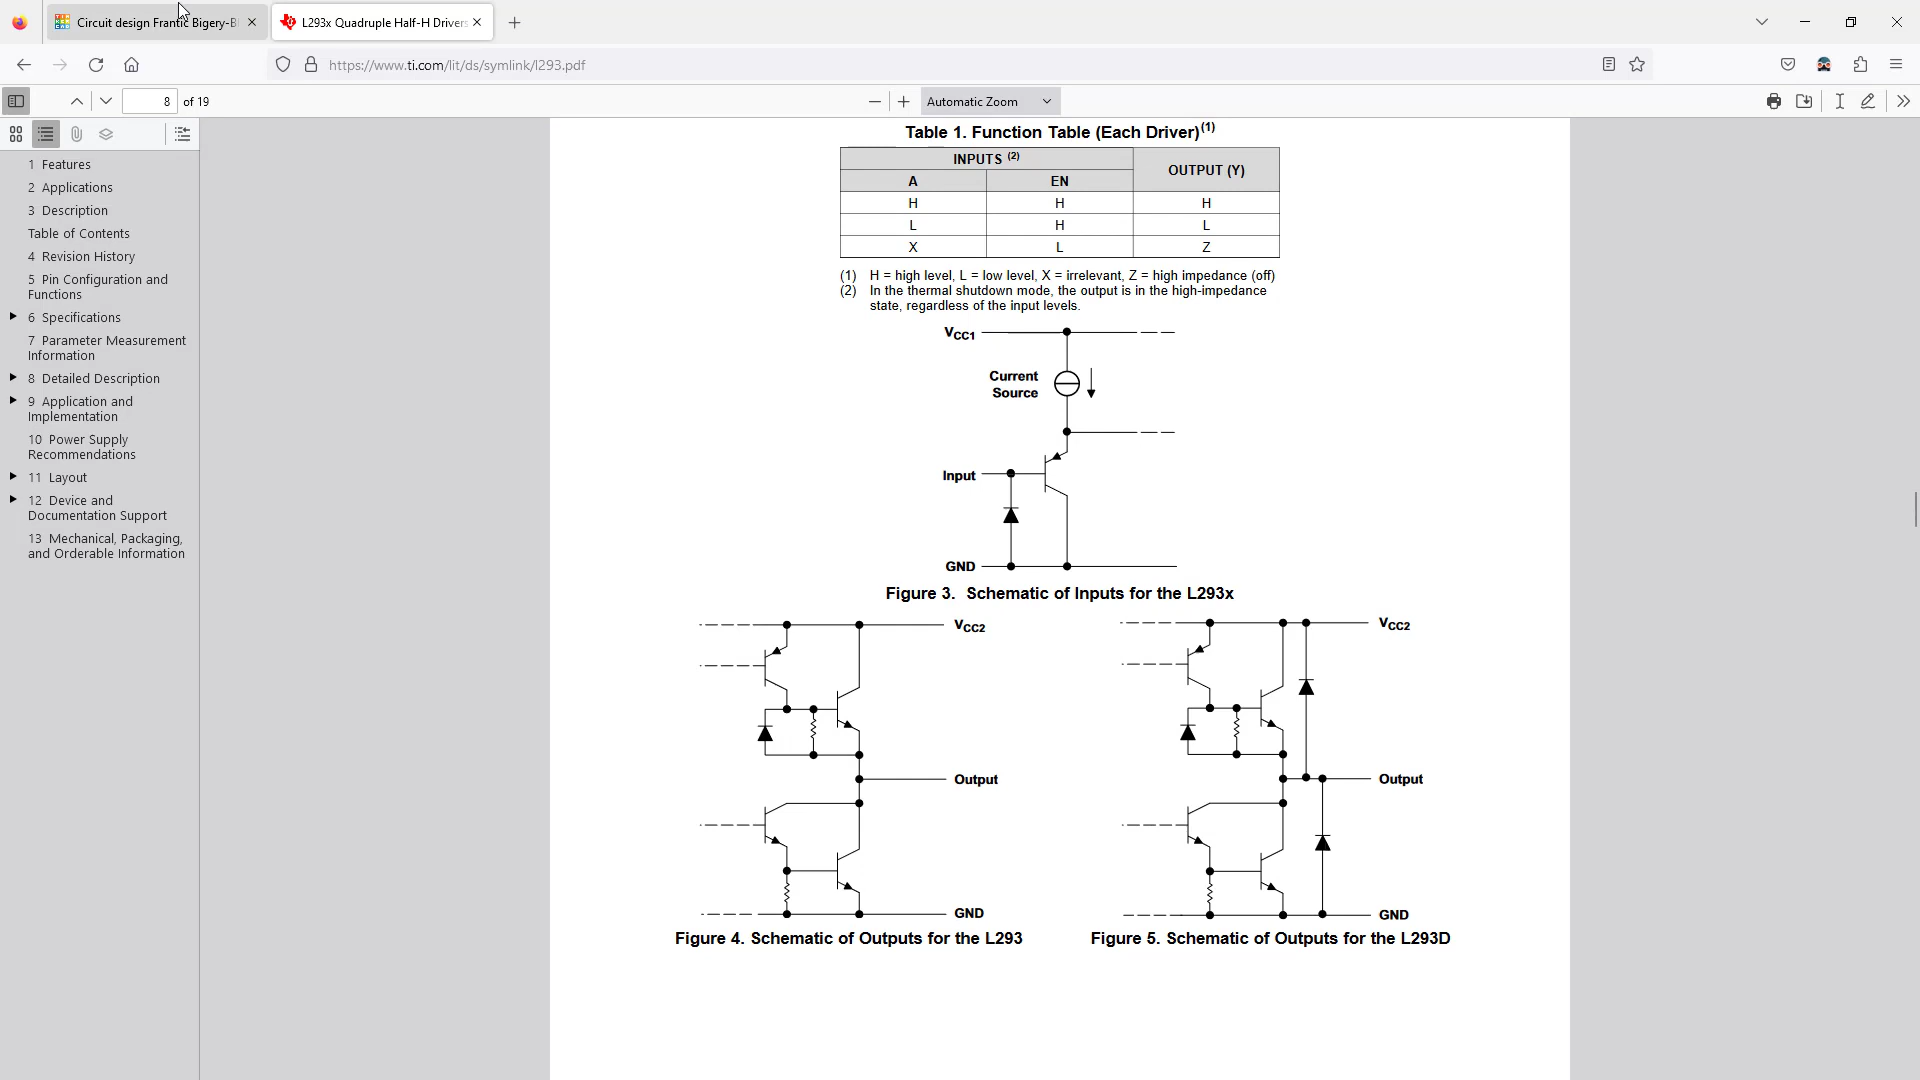 Circuit design Frantic Bigery-Bl
L293x Quadruple Half-H Drivers
https://www.ti.com/lit/ds/symlink/l293.pdf
8 of 19
Automatic Zoom
1 Features
2 Applications
3 Description
Table of Contents
4 Revision History
5 Pin Configuration and
Functions
6 Specifications
7 Parameter Measurement
Information
8 Detailed Description
9 Application and
Implementation
10 Power Supply
Recommendations
11 Layout
12 Device and
Documentation Support
13 Mechanical, Packaging,
and Orderable Information
Table 1. Function Table (Each Driver)(1)
INPUTS (2) OUTPUT (Y)
A EN
H H H
L H L
X L Z
(1) H = high level, L = low level, X = irrelevant, Z = high impedance (off)
(2) In the thermal shutdown mode, the output is in the high-impedance
state, regardless of the input levels.
VCC1
Current
Source
Input
GND
Figure 3. Schematic of Inputs for the L293x
VCC2
Output
GND
Figure 4. Schematic of Outputs for the L293
VCC2
Output
GND
Figure 5. Schematic of Outputs for the L293D